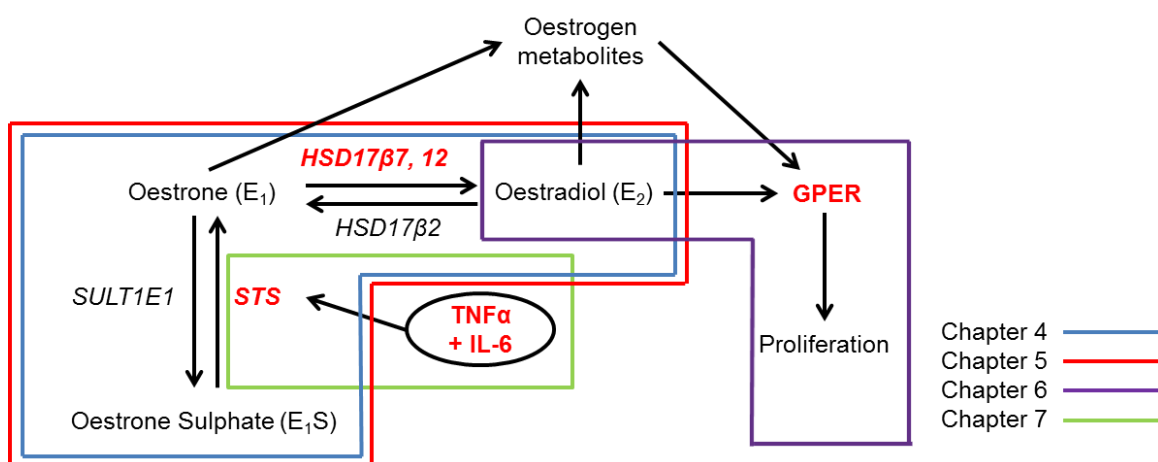 Oestrogen
metabolites
HSD17β7, 12
Oestrone (E₁)
Oestradiol (E₂)
GPER
HSD17β2
SULT1E1
STS
TNFα
+ IL-6
Proliferation
Oestrone Sulphate (E₁S)
Chapter 4
Chapter 5
Chapter 6
Chapter 7